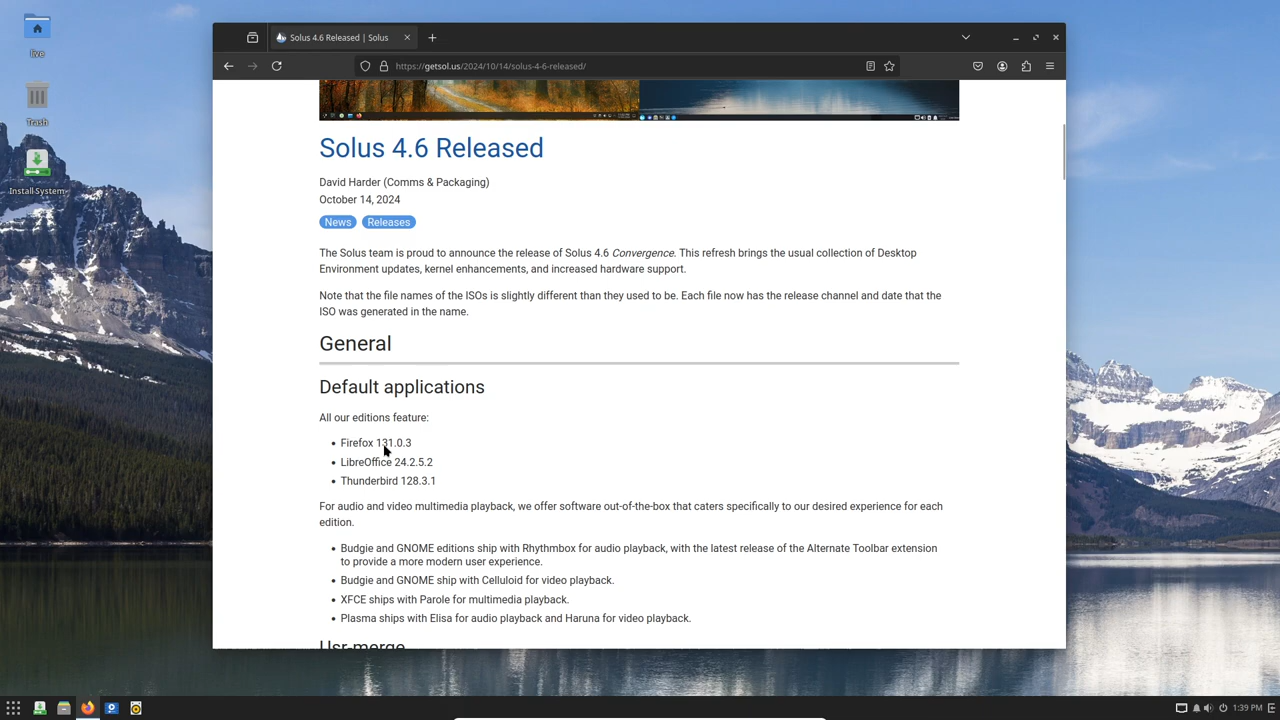 live
Trash
Install System
Solus 4.6 Released | Solus
https://getsol.us/2024/10/14/solus-4-6-released/
Solus 4.6 Released
David Harder (Comms & Packaging)
October 14, 2024
News Releases
The Solus team is proud to announce the release of Solus 4.6 Convergence. This refresh brings the usual collection of Desktop
Environment updates, kernel enhancements, and increased hardware support.
Note that the file names of the ISOs is slightly different than they used to be. Each file now has the release channel and date that the
ISO was generated in the name.
General
Default applications
All our editions feature:
• Firefox 131.0.3
• LibreOffice 24.2.5.2
• Thunderbird 128.3.1
For audio and video multimedia playback, we offer software out-of-the-box that caters specifically to our desired experience for each
edition.
• Budgie and GNOME editions ship with Rhythmbox for audio playback, with the latest release of the Alternate Toolbar extension
to provide a more modern user experience.
• Budgie and GNOME ship with Celluloid for video playback.
• XFCE ships with Parole for multimedia playback.
• Plasma ships with Elisa for audio playback and Haruna for video playback.
Usr-merge
1:39 PM